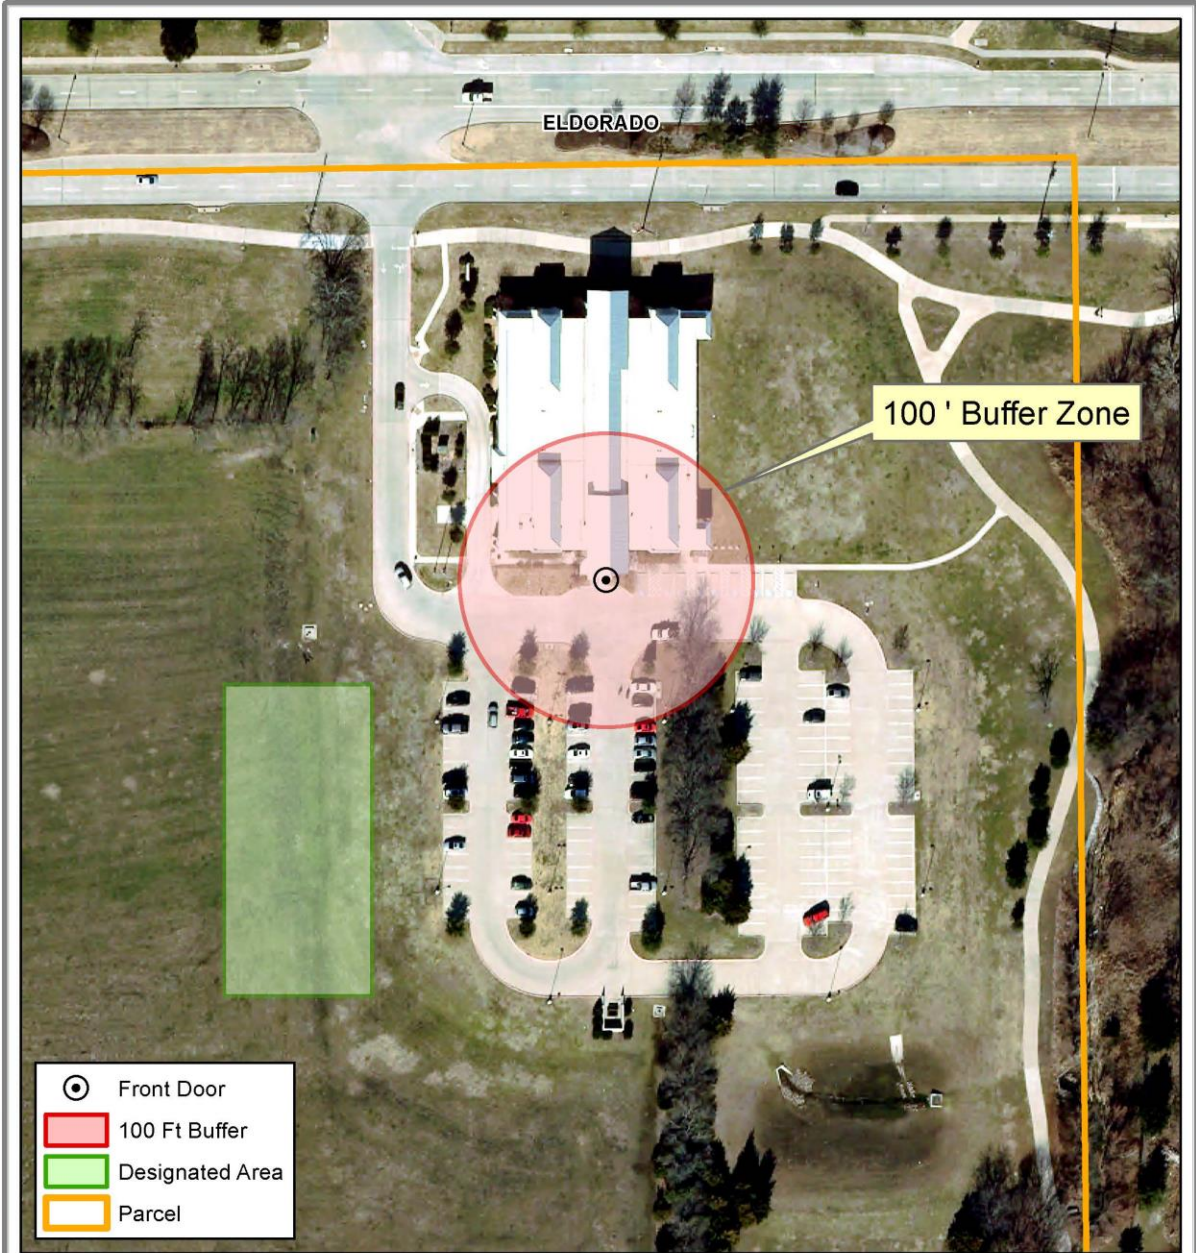 ELDORADO
100 ' Buffer Zone
Front Door
100 Ft Buffer
Designated Area
Parcel